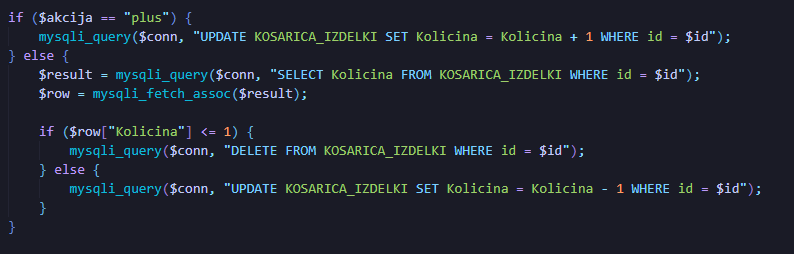 if ($akcija == "plus") {
    mysqli_query($conn, "UPDATE KOSARICA_IZDELKI SET Kolicina = Kolicina + 1 WHERE id = $id");
} else {
    $result = mysqli_query($conn, "SELECT Kolicina FROM KOSARICA_IZDELKI WHERE id = $id");
    $row = mysqli_fetch_assoc($result);

    if ($row["Kolicina"] <= 1) {
        mysqli_query($conn, "DELETE FROM KOSARICA_IZDELKI WHERE id = $id");
    } else {
        mysqli_query($conn, "UPDATE KOSARICA_IZDELKI SET Kolicina = Kolicina - 1 WHERE id = $id");
    }
}